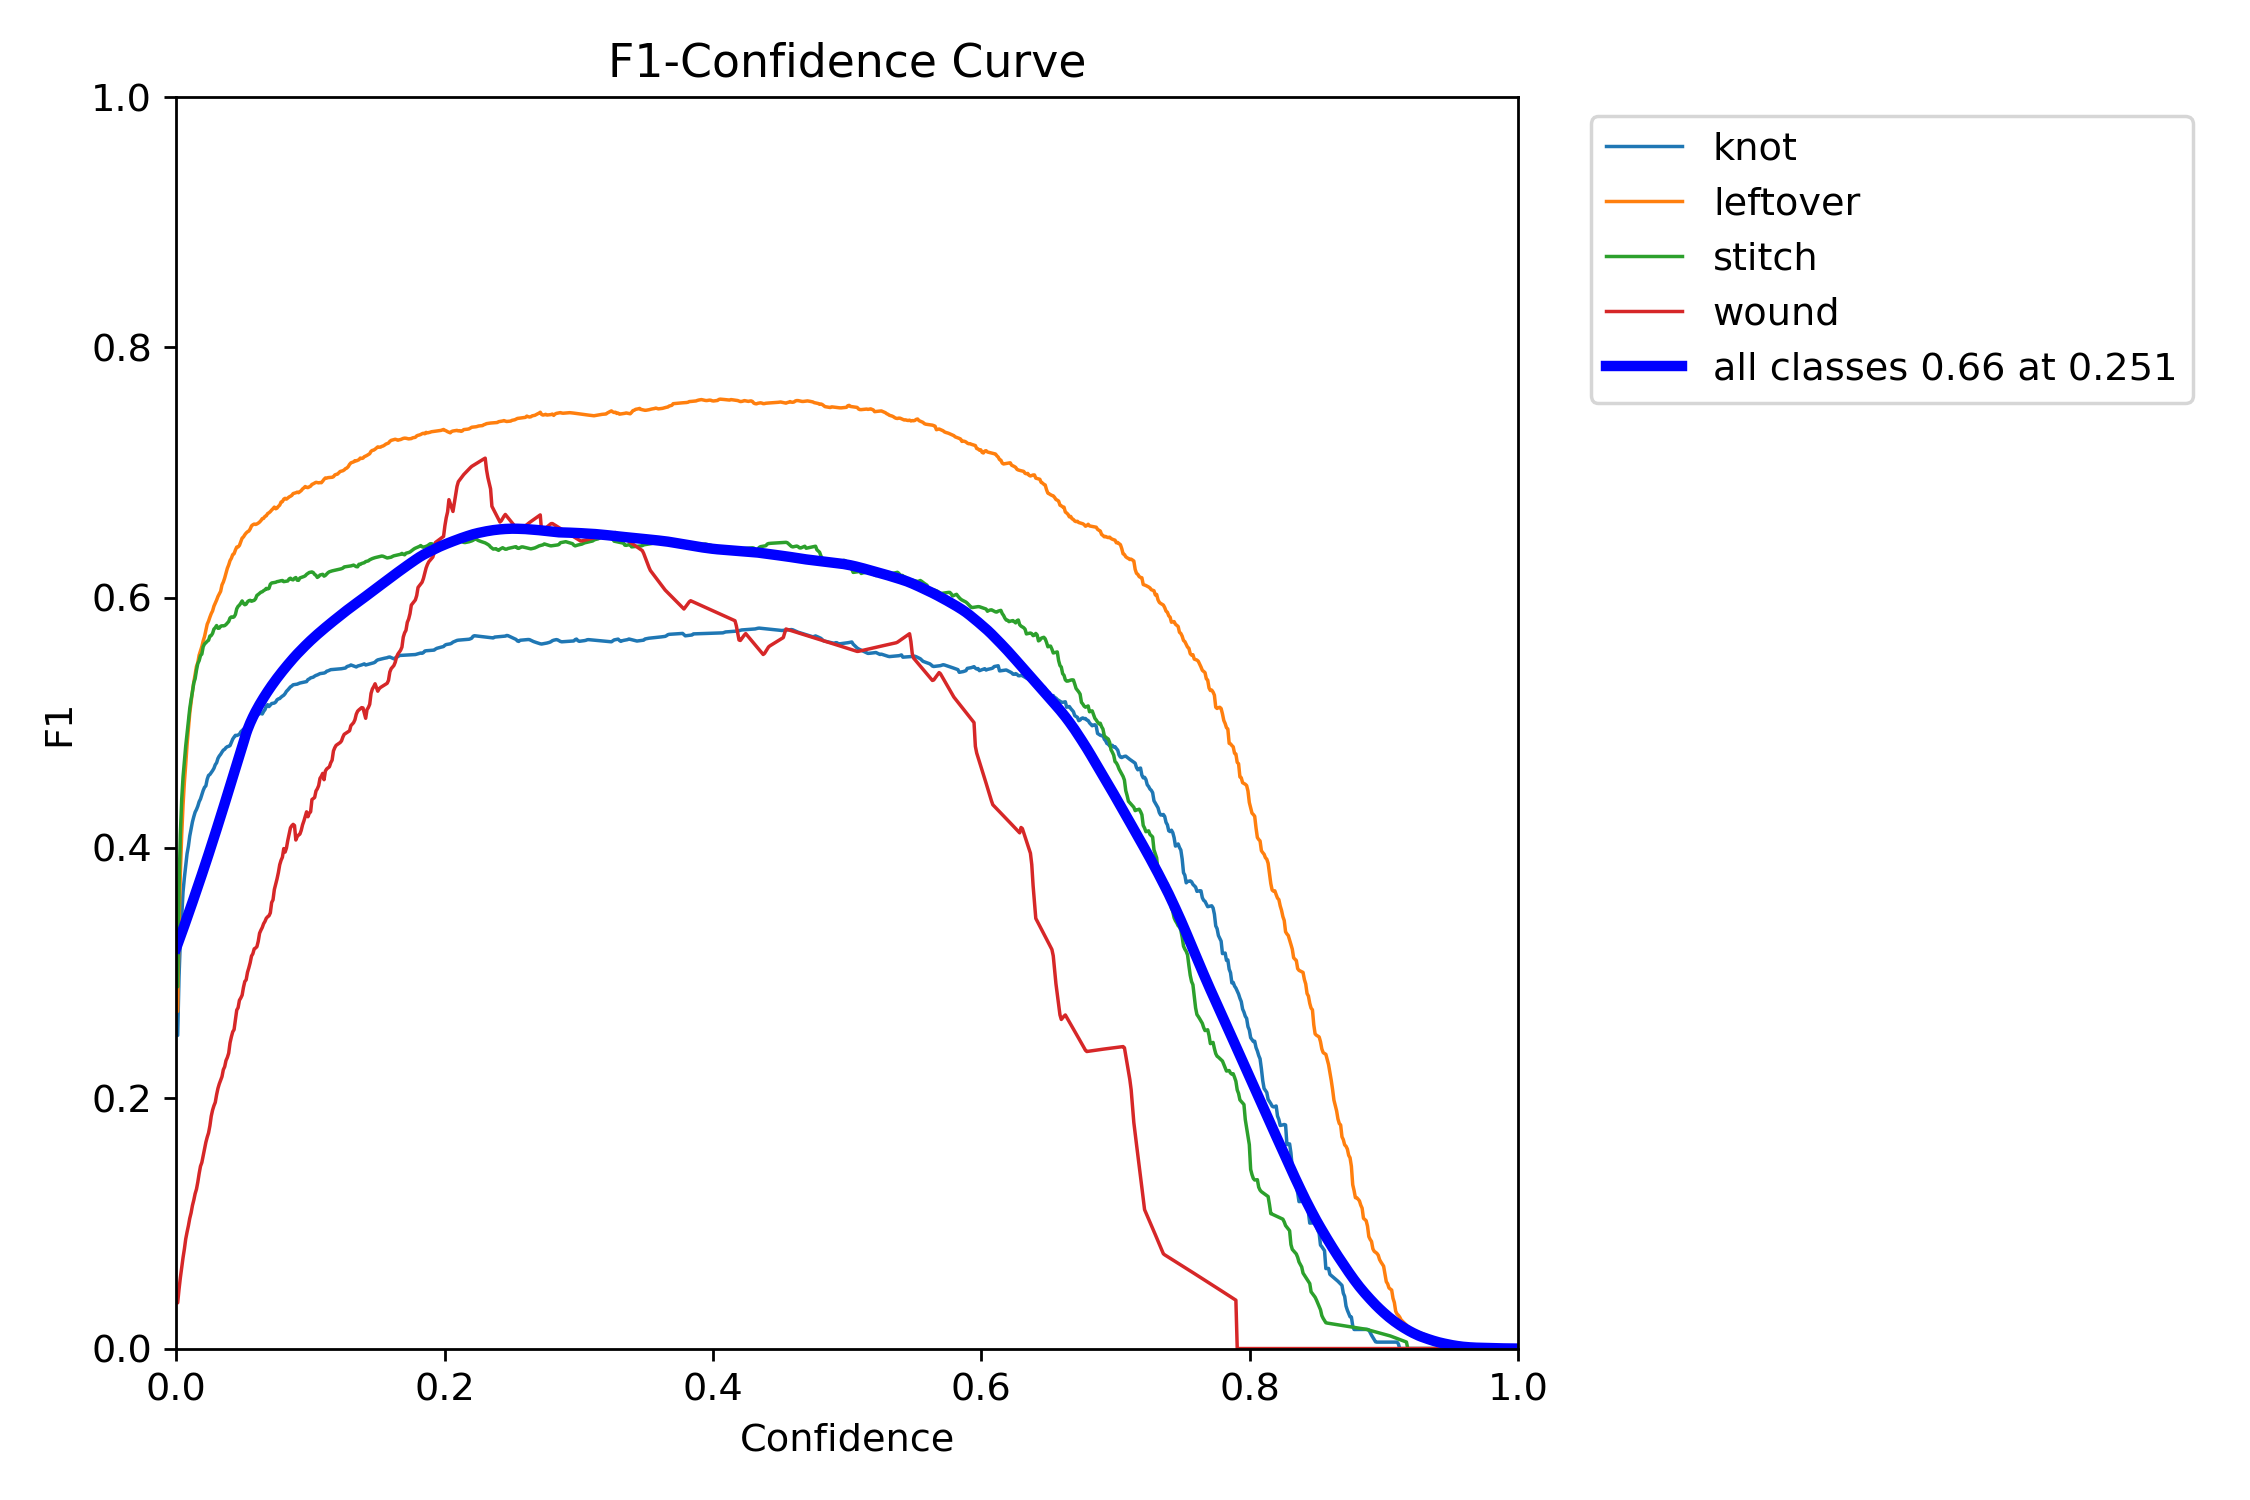 F1-Confidence Curve
1.0
0.8
0.6
0.4
0.2
0.0
F1
0.0 0.2 0.4 0.6 0.8 1.0
Confidence
knot
leftover
stitch
wound
all classes 0.66 at 0.251